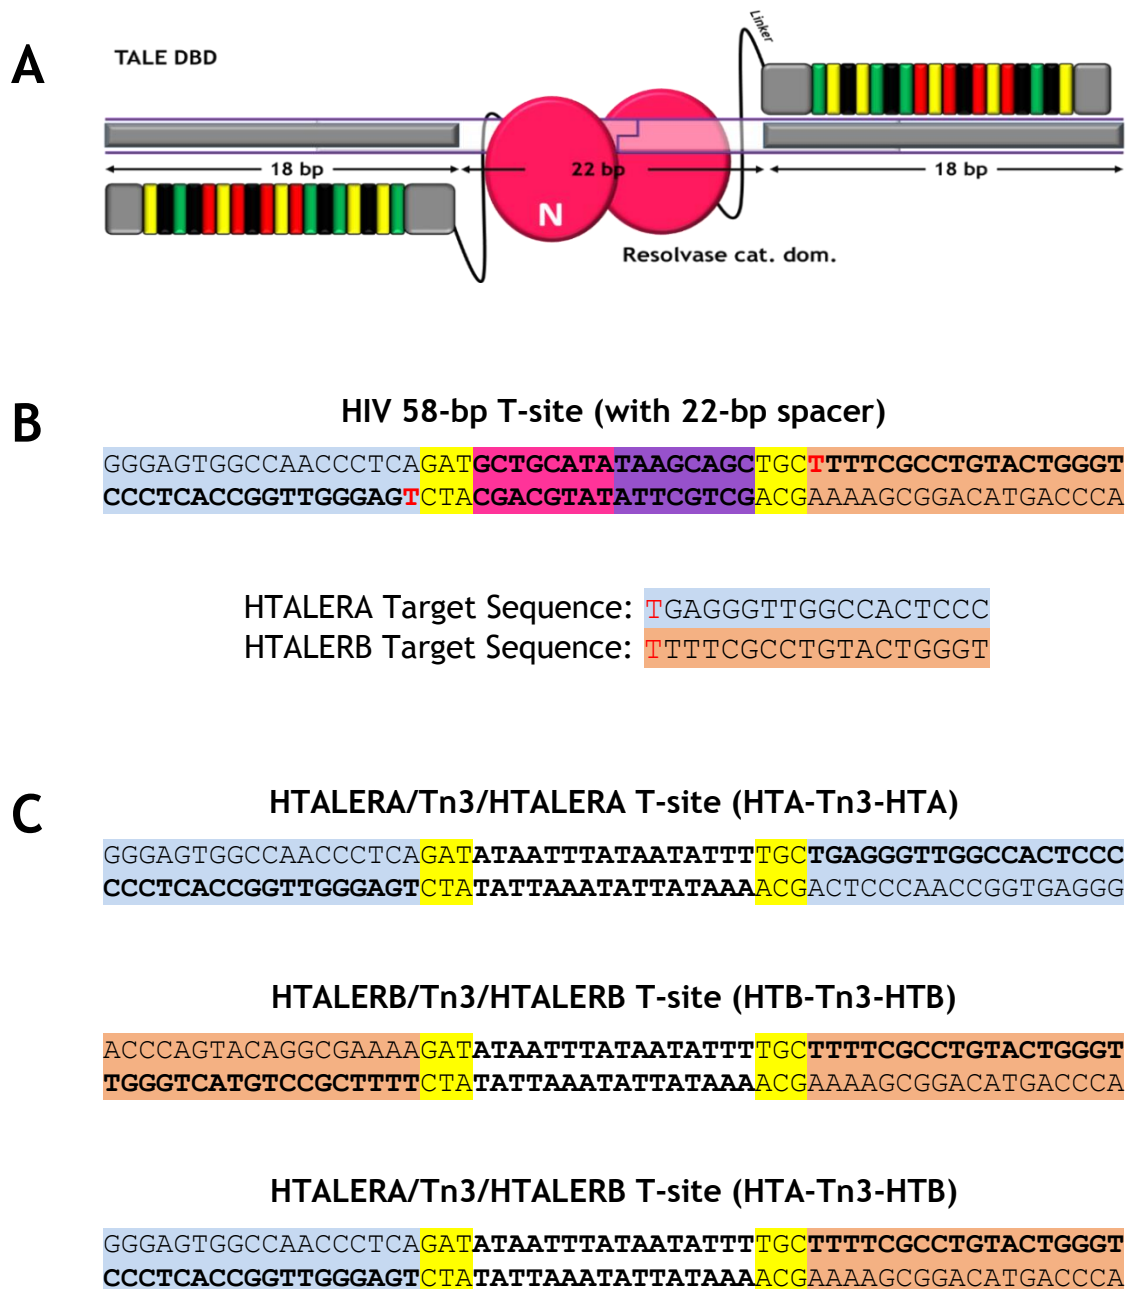 A
TALE DBD
Linker
18 bp
22 bp
18 bp
N
Resolvase cat. dom.
B
HIV 58-bp T-site (with 22-bp spacer)
GGGAGTGGCCAACCCTCAGATGCTGCATATAAGCAGCTGCTTTTCGCCTGTACTGGGT
CCCTCACCGGTTGGGAGTCTACGACGTATATTCGTCGACGAAAAGCGGACATGACCCA
HTALERA Target Sequence: TGAGGGTTGGCCACTCCC
HTALERB Target Sequence: TTTTCGCCTGTACTGGGT
C
HTALERA/Tn3/HTALERA T-site (HTA-Tn3-HTA)
GGGAGTGGCCAACCCTCAGATATAATTTATAATATTTTGCTGAGGGTTGGCCACTCCC
CCCTCACCGGTTGGGAGTCTATATTAAATATTATAAAACGACTCCCAACCGGTGAGGG
HTALERB/Tn3/HTALERB T-site (HTB-Tn3-HTB)
ACCCAGTACAGGCGAAAAGATATAATTTATAATATTTTGCTTTTCGCCTGTACTGGGT
TGGGTCATGTCCGCTTTTCTATATTAAATATTATAAAACGAAAAGCGGACATGACCCA
HTALERA/Tn3/HTALERB T-site (HTA-Tn3-HTB)
GGGAGTGGCCAACCCTCAGATATAATTTATAATATTTTGCTTTTCGCCTGTACTGGGT
CCCTCACCGGTTGGGAGTCTATATTAAATATTATAAAACGAAAAGCGGACATGACCCA